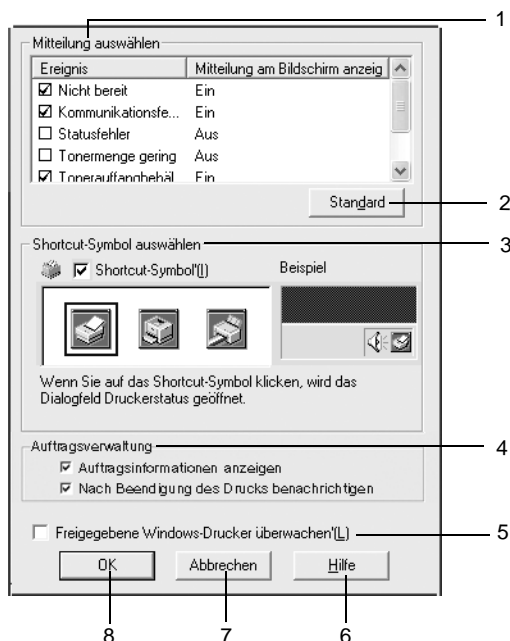 1
Mitteilung auswählen
Ereignis Mitteilung am Bildschirm anzeig
Nicht bereit Ein
Kommunikationsfe... Ein
Statusfehler Aus
Tonermenge gering Aus
Tonerauffangbehäl Ein
Standard 2
Shortcut-Symbol auswählen 3
Shortcut-Symbol'(I) Beispiel
Wenn Sie auf das Shortcut-Symbol klicken, wird das
Dialogfeld Druckerstatus geöffnet.
Auftragsverwaltung 4
Auftragsinformationen anzeigen
Nach Beendigung des Drucks benachrichtigen
Freigegebene Windows-Drucker überwachen'(L) 5
OK Abbrechen Hilfe
8 7 6